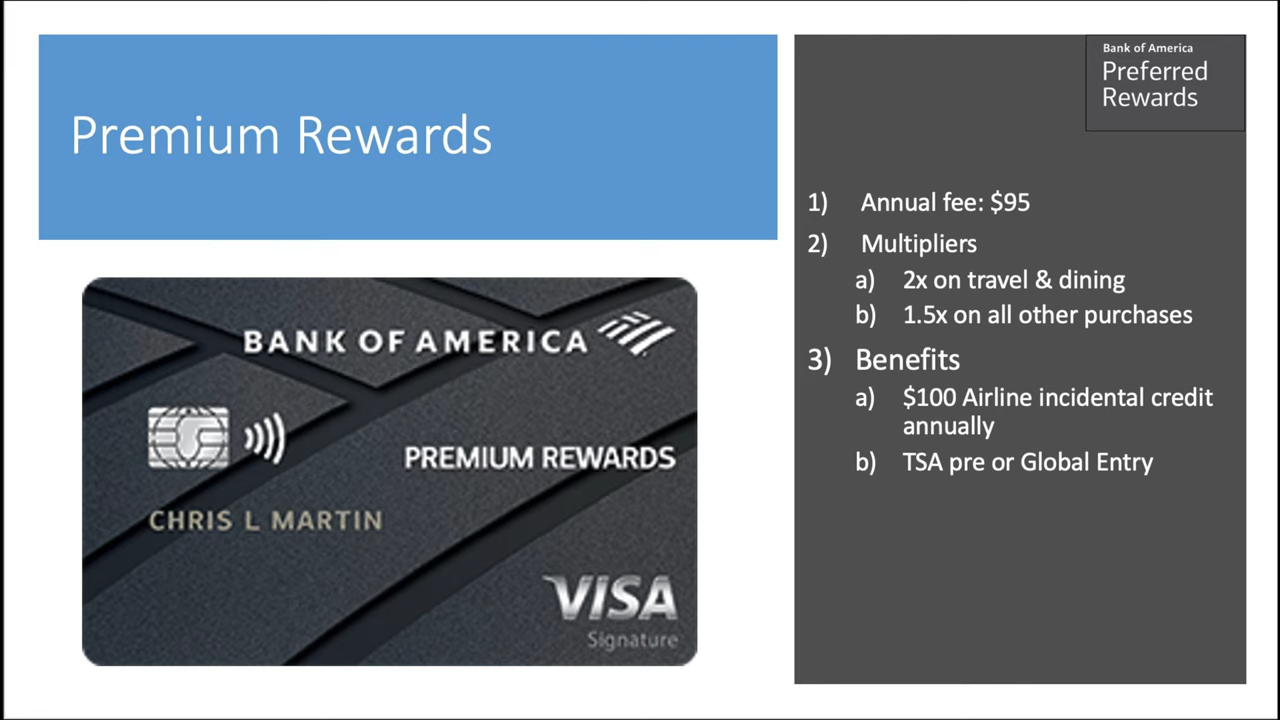 Premium Rewards
BANK OF AMERICA
PREMIUM REWARDS
CHRIS L MARTIN
VISA
Signature
Bank of America
Preferred
Rewards
1) Annual fee: $95
2) Multipliers
a) 2x on travel & dining
b) 1.5x on all other purchases
3) Benefits
a) $100 Airline incidental credit
annually
b) TSA pre or Global Entry